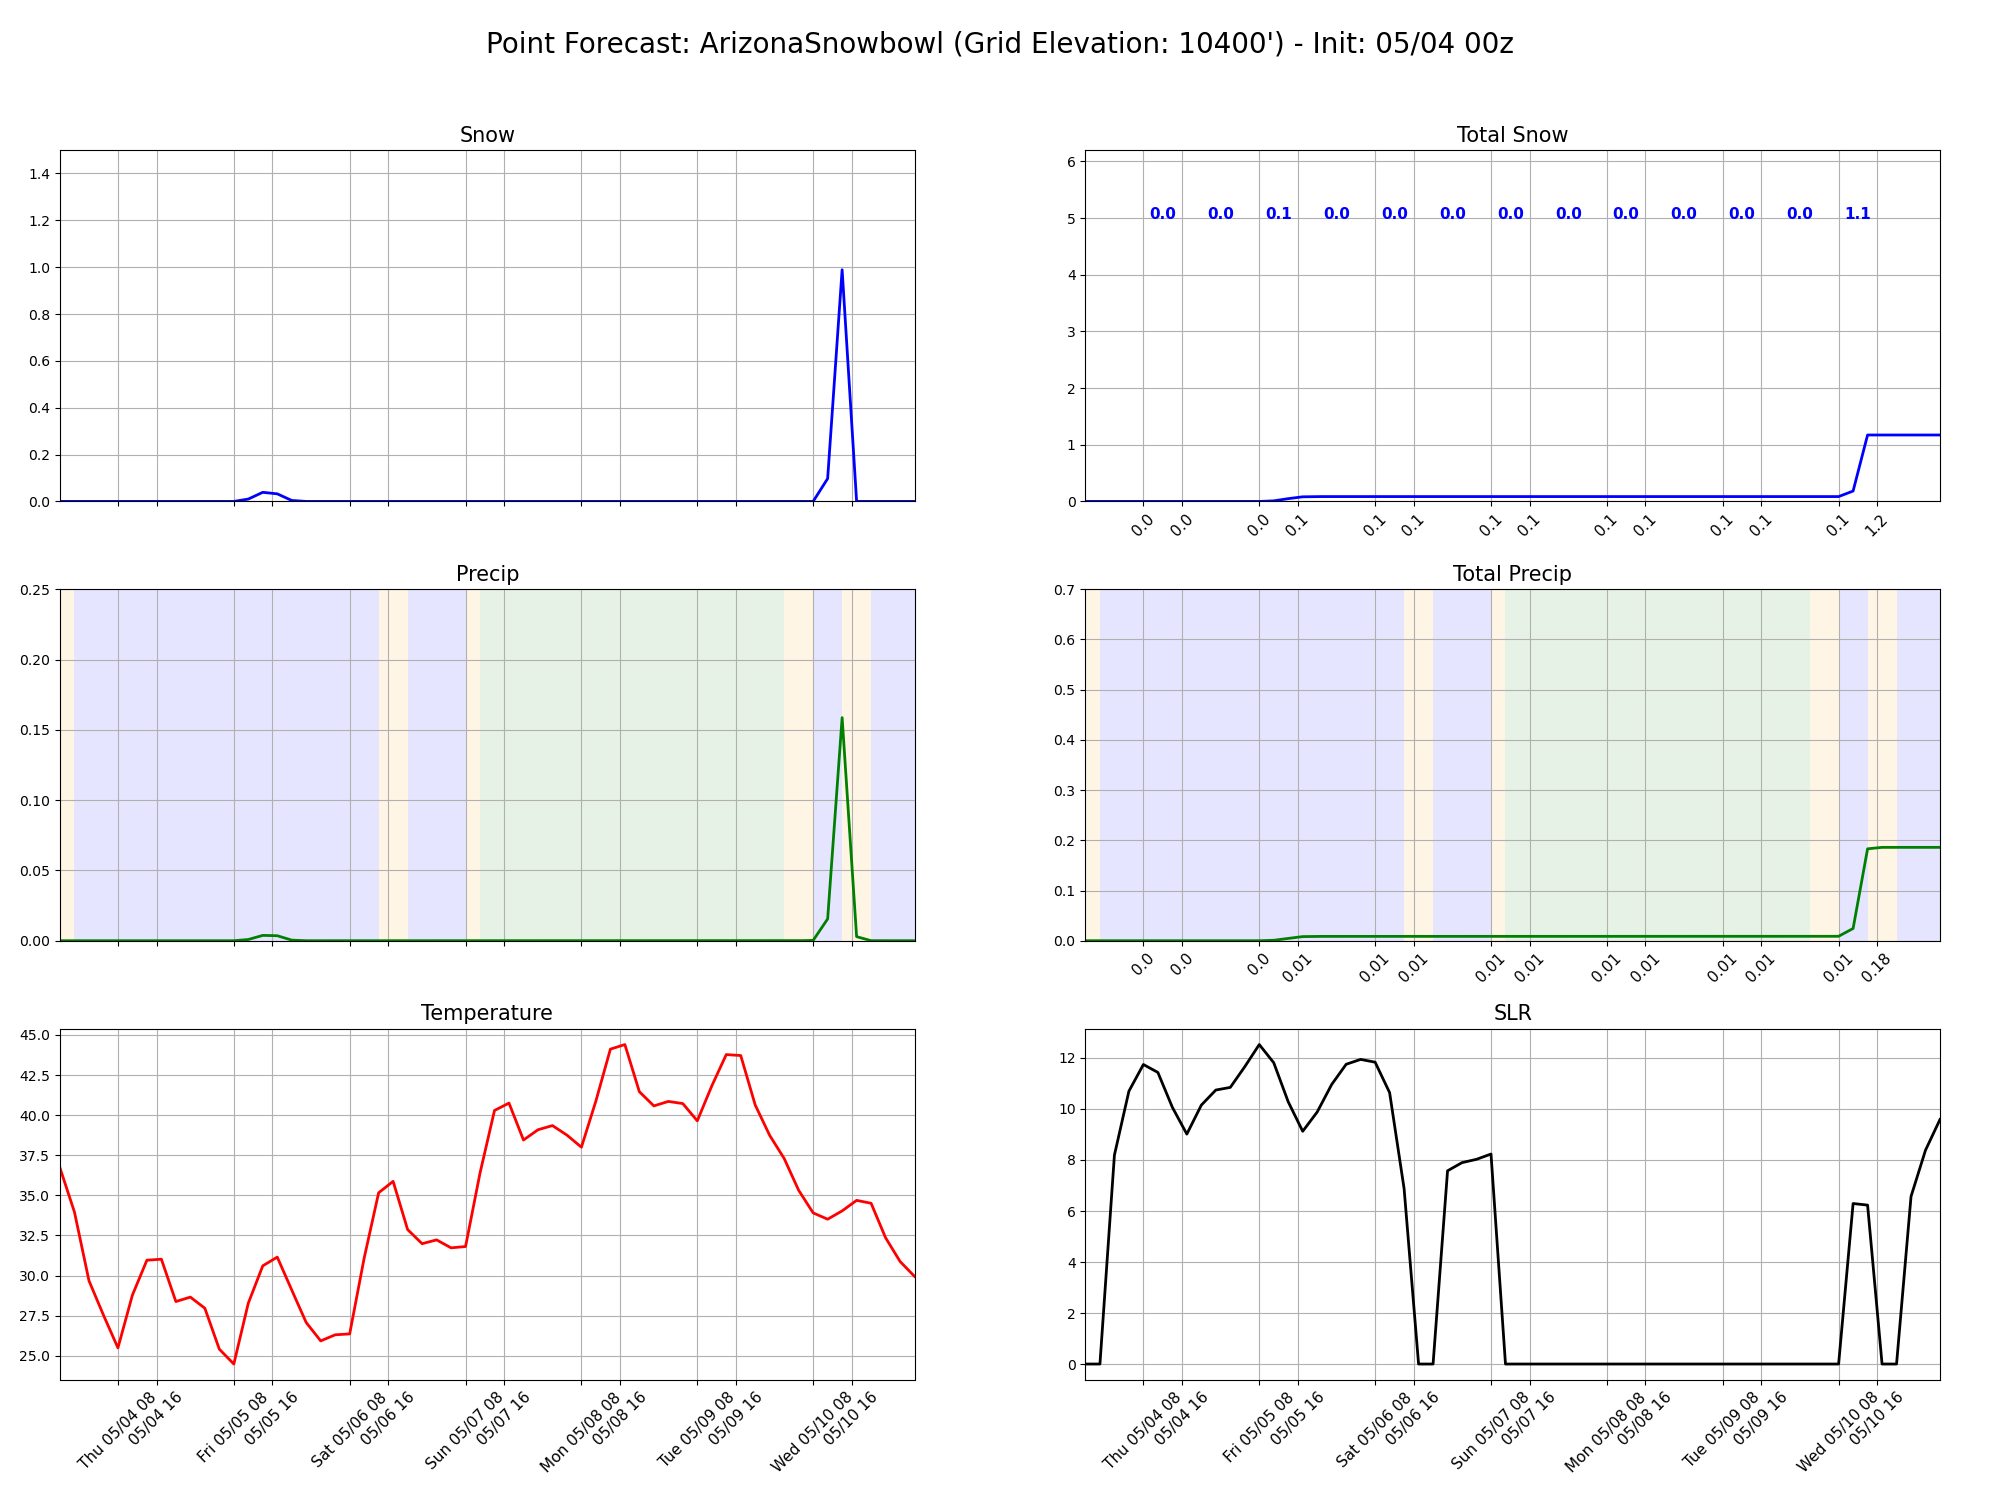 Point Forecast: ArizonaSnowbowl (Grid Elevation: 10400') - Init: 05/04 00z
Snow
1.4
1.2
1.0
0.8
0.6
0.4
0.2
0.0
Total Snow
6
5
4
3
2
1
0
0.0 0.0 0.1 0.0 0.0 0.0 0.0 0.0 0.0 0.0 0.0 0.0 1.1
0.0 0.0 0.0 0.1 0.1 0.1 0.1 0.1 0.1 0.1 0.1 0.1 0.1 1.2
Precip
0.25
0.20
0.15
0.10
0.05
0.00
Total Precip
0.7
0.6
0.5
0.4
0.3
0.2
0.1
0.0
0.0 0.0 0.0 0.01 0.01 0.01 0.01 0.01 0.01 0.01 0.01 0.01 0.01 0.18
Temperature
45.0
42.5
40.0
37.5
35.0
32.5
30.0
27.5
25.0
Thu 05/04 08
05/04 16
Fri 05/05 08
05/05 16
Sat 05/06 08
05/06 16
Sun 05/07 08
05/07 16
Mon 05/08 08
05/08 16
Tue 05/09 08
05/09 16
Wed 05/10 08
05/10 16
SLR
12
10
8
6
4
2
0
Thu 05/04 08
05/04 16
Fri 05/05 08
05/05 16
Sat 05/06 08
05/06 16
Sun 05/07 08
05/07 16
Mon 05/08 08
05/08 16
Tue 05/09 08
05/09 16
Wed 05/10 08
05/10 16